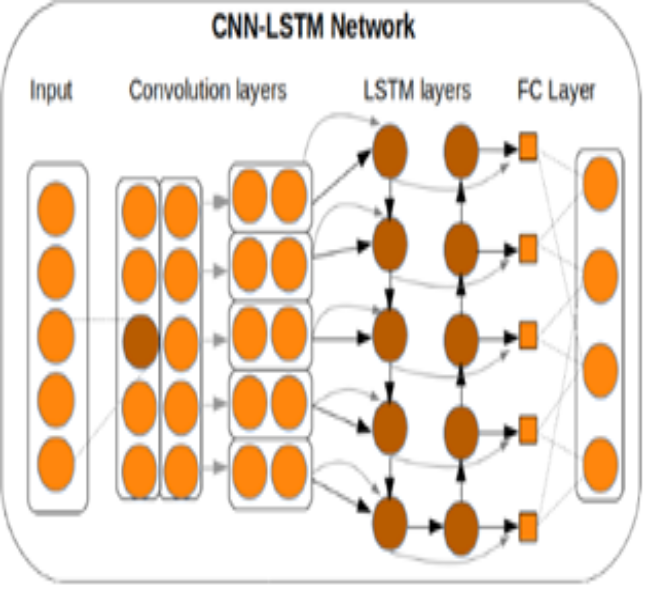 CNN-LSTM Network
Input Convolution layers LSTM layers FC Layer